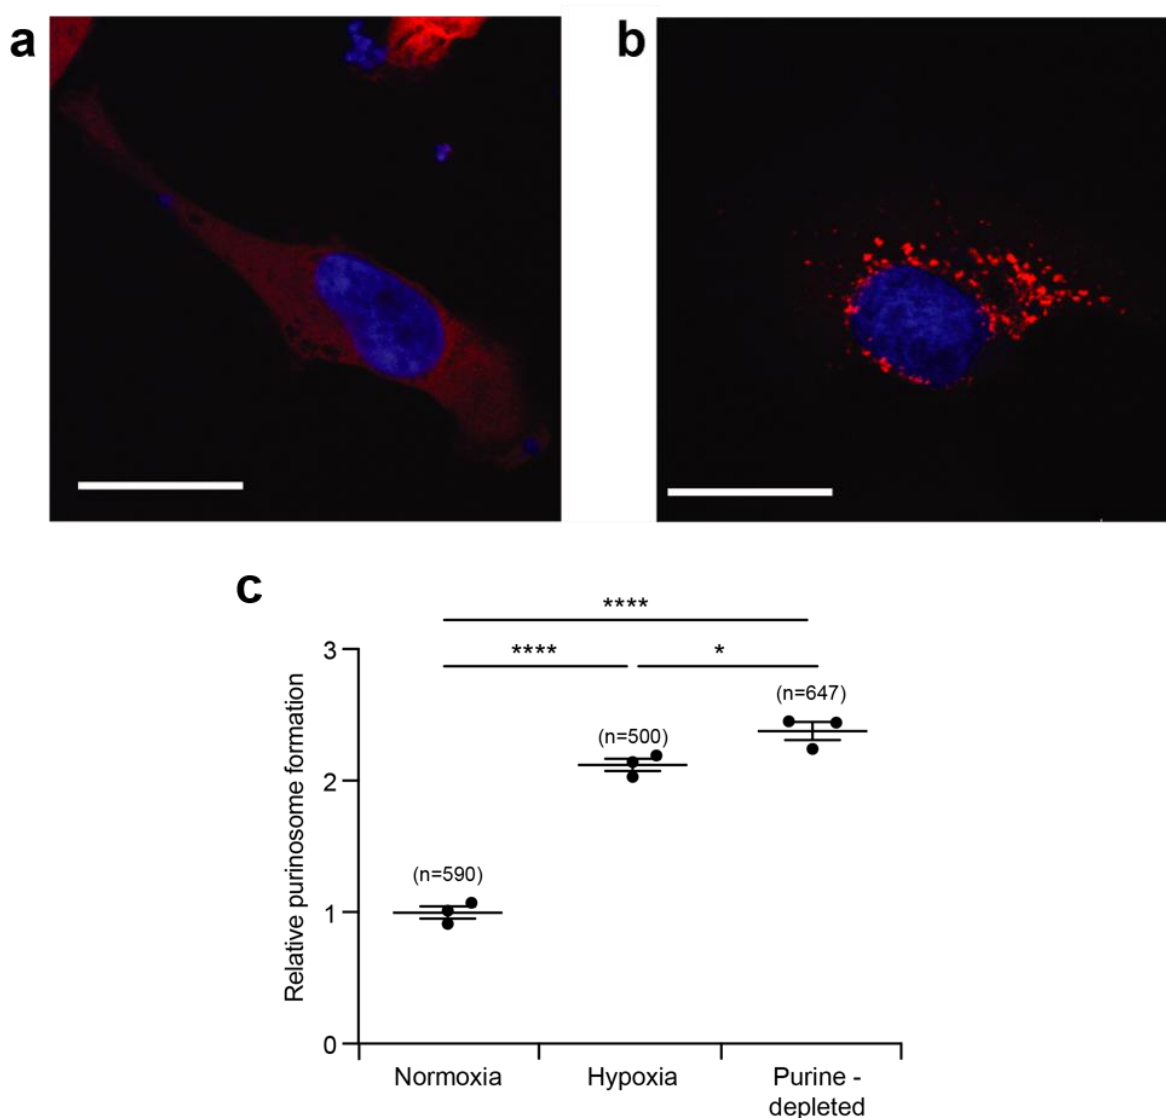 a
b
c
****
**** *
(n=647)
(n=500)
(n=590)
Relative purinosome formation
3
2
1
0
Normoxia Hypoxia Purine -
depleted